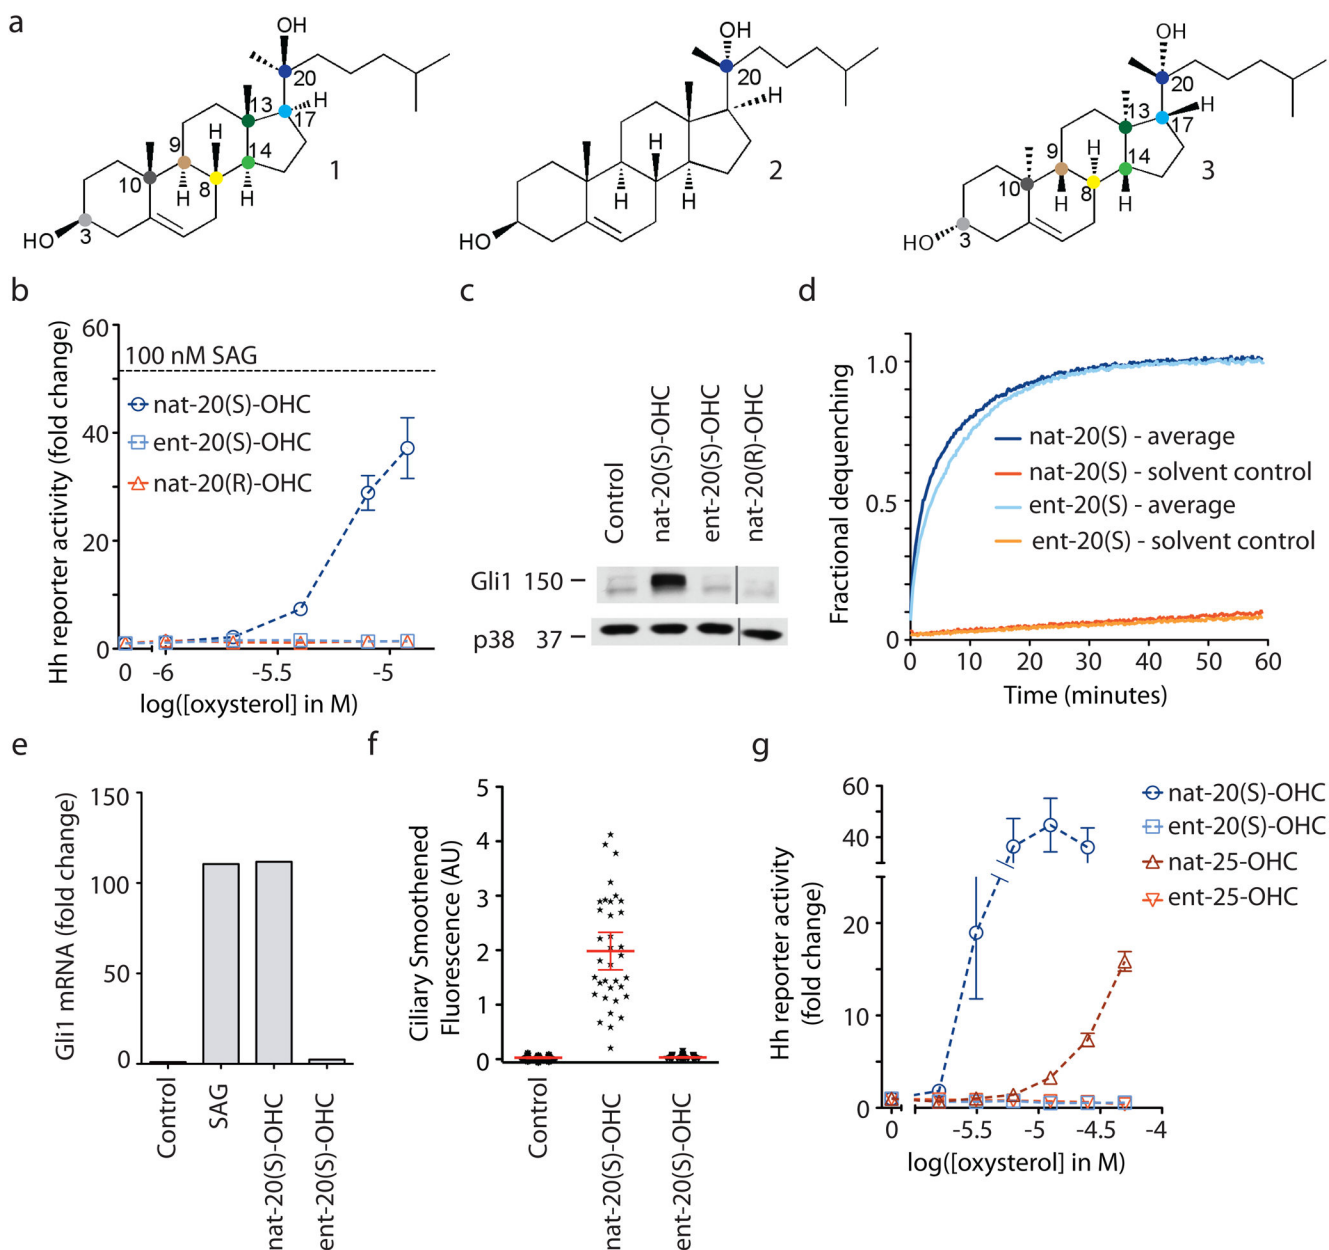 a
OH
20
H
13
17
9
H
14
10
8
H
H
3
HO
1
OH
20
H
H
H
H
HO
2
OH
20
H
13
17
9
H
14
10
8
H
H
3
HO
3
b
Hh reporter activity (fold change)
60
40
20
0
100 nM SAG
nat-20(S)-OHC
ent-20(S)-OHC
nat-20(R)-OHC
0 -6 -5.5 -5
log([oxysterol] in M)
c
Control
nat-20(S)-OHC
ent-20(S)-OHC
nat-20(R)-OHC
Gli1 150
p38 37
d
Fractional dequenching
1.0
0.5
0
nat-20(S) - average
nat-20(S) - solvent control
ent-20(S) - average
ent-20(S) - solvent control
0 10 20 30 40 50 60
Time (minutes)
e
Gli1 mRNA (fold change)
150
100
50
0
Control
SAG
nat-20(S)-OHC
ent-20(S)-OHC
f
Ciliary Smoothened
Fluorescence (AU)
5
4
3
2
1
0
Control
nat-20(S)-OHC
ent-20(S)-OHC
g
Hh reporter activity
(fold change)
60
40
20
10
0
nat-20(S)-OHC
ent-20(S)-OHC
nat-25-OHC
ent-25-OHC
0 -5.5 -5 -4.5 -4
log([oxysterol] in M)